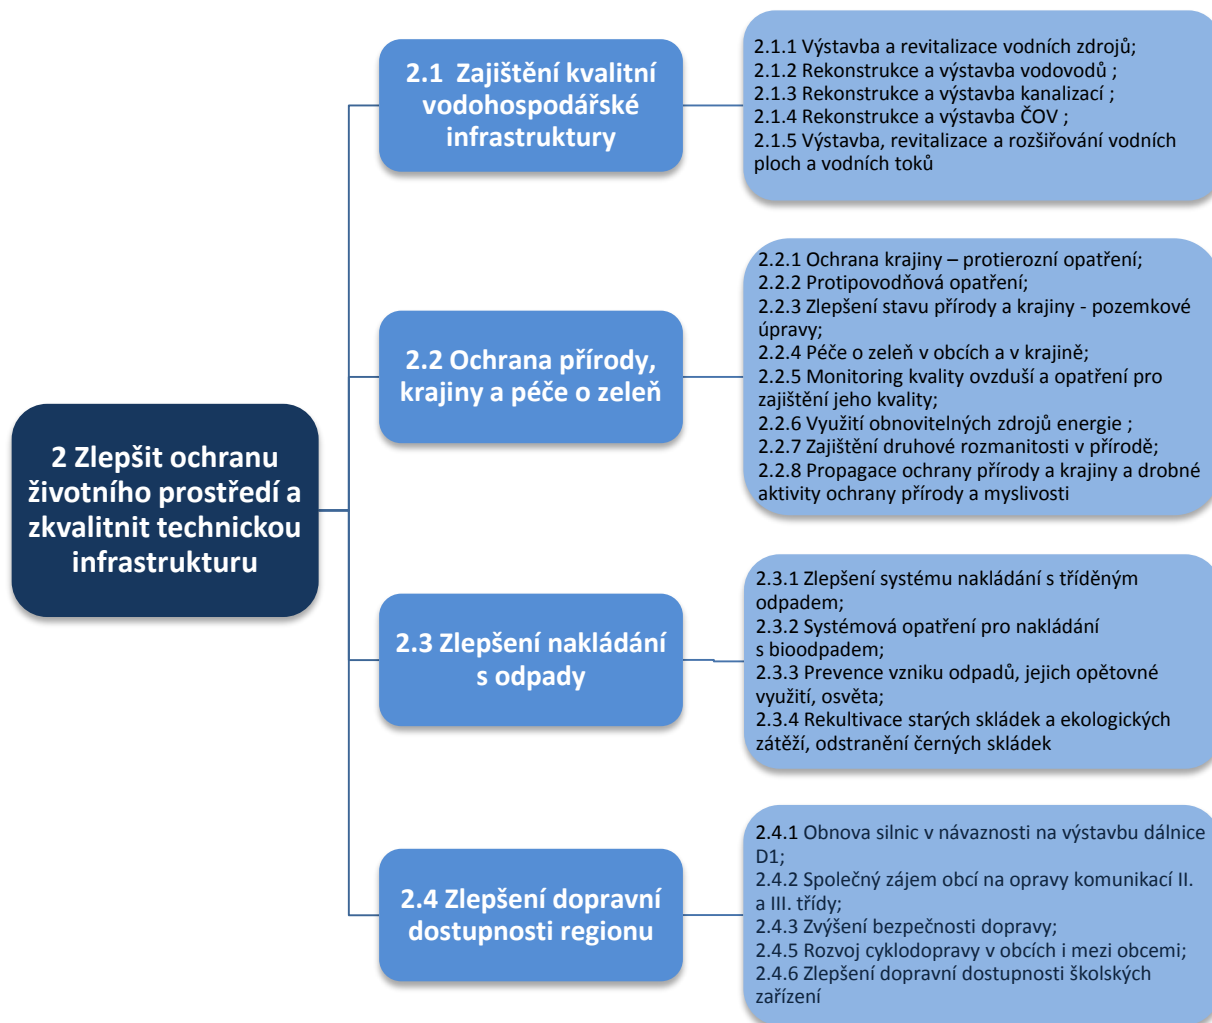 2 Zlepšit ochranu
životního prostředí a
zkvalitnit technickou
infrastrukturu
2.1 Zajištění kvalitní
vodohospodářské
infrastruktury
2.1.1 Výstavba a revitalizace vodních zdrojů;
2.1.2 Rekonstrukce a výstavba vodovodů ;
2.1.3 Rekonstrukce a výstavba kanalizací ;
2.1.4 Rekonstrukce a výstavba ČOV ;
2.1.5 Výstavba, revitalizace a rozšiřování vodních
ploch a vodních toků
2.2 Ochrana přírody,
krajiny a péče o zeleň
2.2.1 Ochrana krajiny – protierozní opatření;
2.2.2 Protipovodňová opatření;
2.2.3 Zlepšení stavu přírody a krajiny - pozemkové
úpravy;
2.2.4 Péče o zeleň v obcích a v krajině;
2.2.5 Monitoring kvality ovzduší a opatření pro
zajištění jeho kvality;
2.2.6 Využití obnovitelných zdrojů energie ;
2.2.7 Zajištění druhové rozmanitosti v přírodě;
2.2.8 Propagace ochrany přírody a krajiny a drobné
aktivity ochrany přírody a myslivosti
2.3 Zlepšení nakládání
s odpady
2.3.1 Zlepšení systému nakládání s tříděným
odpadem;
2.3.2 Systémová opatření pro nakládání
s bioodpadem;
2.3.3 Prevence vzniku odpadů, jejich opětovné
využití, osvěta;
2.3.4 Rekultivace starých skládek a ekologických
zátěží, odstranění černých skládek
2.4 Zlepšení dopravní
dostupnosti regionu
2.4.1 Obnova silnic v návaznosti na výstavbu dálnice
D1;
2.4.2 Společný zájem obcí na opravy komunikací II.
a III. třídy;
2.4.3 Zvýšení bezpečnosti dopravy;
2.4.5 Rozvoj cyklodopravy v obcích i mezi obcemi;
2.4.6 Zlepšení dopravní dostupnosti školských
zařízení